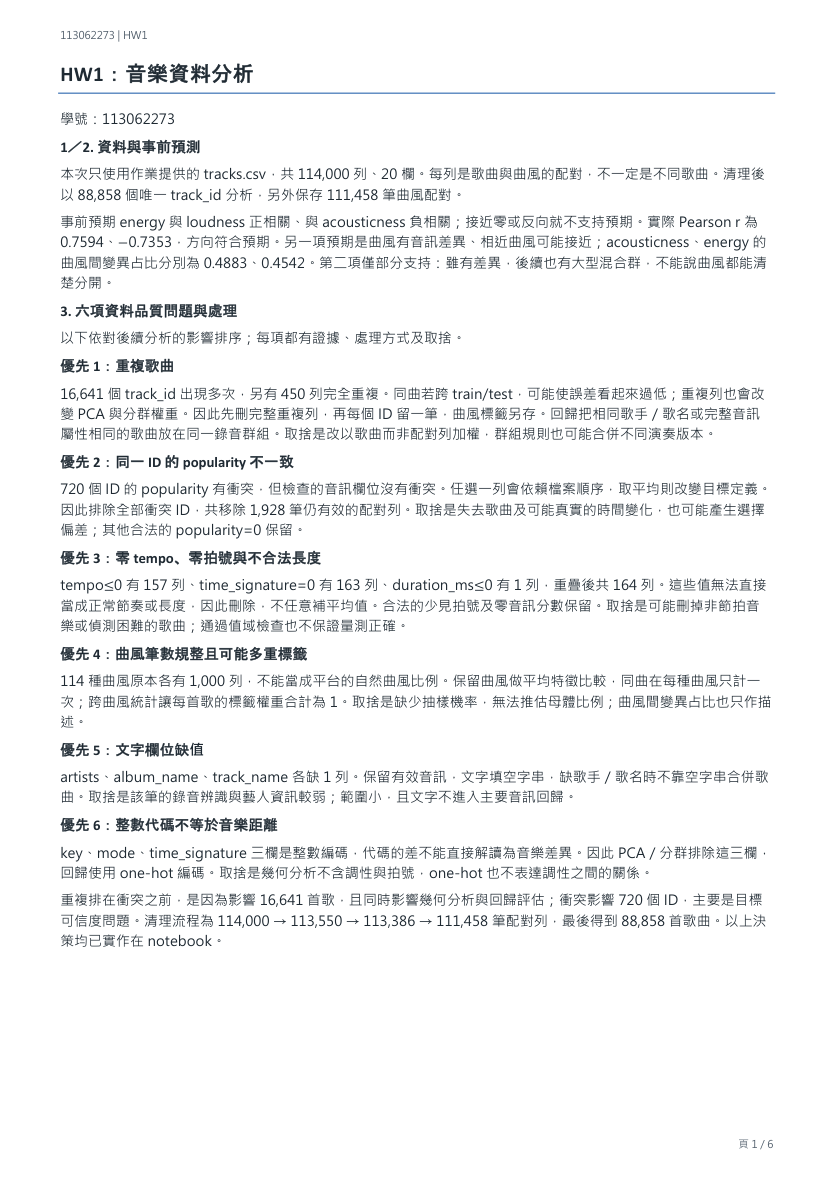 113062273 | HW1
HW1：音樂資料分析
學號：113062273
1／2. 資料與事前預測
本次只使用作業提供的 tracks.csv，共 114,000 列、20 欄。每列是歌曲與曲風的配對，不一定是不同歌曲。清理後
以 88,858 個唯一 track_id 分析，另外保存 111,458 筆曲風配對。
事前預期 energy 與 loudness 正相關、與 acousticness 負相關；接近零或反向就不支持預期。實際 Pearson r 為
0.7594、−0.7353，方向符合預期。另一項預期是曲風有音訊差異、相近曲風可能接近；acousticness、energy 的
曲風間變異占比分別為 0.4883、0.4542。第二項僅部分支持：雖有差異，後續也有大型混合群，不能說曲風都能清
楚分開。
3. 六項資料品質問題與處理
以下依對後續分析的影響排序；每項都有證據、處理方式及取捨。
優先 1：重複歌曲
16,641 個 track_id 出現多次，另有 450 列完全重複。同曲若跨 train/test，可能使誤差看起來過低；重複列也會改
變 PCA 與分群權重。因此先刪完整重複列，再每個 ID 留一筆，曲風標籤另存。回歸把相同歌手 / 歌名或完整音訊
屬性相同的歌曲放在同一錄音群組。取捨是改以歌曲而非配對列加權，群組規則也可能合併不同演奏版本。
優先 2：同一 ID 的 popularity 不一致
720 個 ID 的 popularity 有衝突，但檢查的音訊欄位沒有衝突。任選一列會依賴檔案順序，取平均則改變目標定義。
因此排除全部衝突 ID，共移除 1,928 筆仍有效的配對列。取捨是失去歌曲及可能真實的時間變化，也可能產生選擇
偏差；其他合法的 popularity=0 保留。
優先 3：零 tempo、零拍號與不合法長度
tempo≤0 有 157 列、time_signature=0 有 163 列、duration_ms≤0 有 1 列，重疊後共 164 列。這些值無法直接
當成正常節奏或長度，因此刪除，不任意補平均值。合法的少見拍號及零音訊分數保留。取捨是可能刪掉非節拍音
樂或偵測困難的歌曲；通過值域檢查也不保證量測正確。
優先 4：曲風筆數規整且可能多重標籤
114 種曲風原本各有 1,000 列，不能當成平台的自然曲風比例。保留曲風做平均特徵比較，同曲在每種曲風只計一
次；跨曲風統計讓每首歌的標籤權重合計為 1。取捨是缺少抽樣機率，無法推估母體比例；曲風間變異占比也只作描
述。
優先 5：文字欄位缺值
artists、album_name、track_name 各缺 1 列。保留有效音訊，文字填空字串，缺歌手 / 歌名時不靠空字串合併歌
曲。取捨是該筆的錄音辨識與藝人資訊較弱；範圍小，且文字不進入主要音訊回歸。
優先 6：整數代碼不等於音樂距離
key、mode、time_signature 三欄是整數編碼，代碼的差不能直接解讀為音樂差異。因此 PCA / 分群排除這三欄，
回歸使用 one-hot 編碼。取捨是幾何分析不含調性與拍號，one-hot 也不表達調性之間的關係。
重複排在衝突之前，是因為影響 16,641 首歌，且同時影響幾何分析與回歸評估；衝突影響 720 個 ID，主要是目標
可信度問題。清理流程為 114,000 → 113,550 → 113,386 → 111,458 筆配對列，最後得到 88,858 首歌曲。以上決
策均已實作在 notebook。
頁 1 / 6